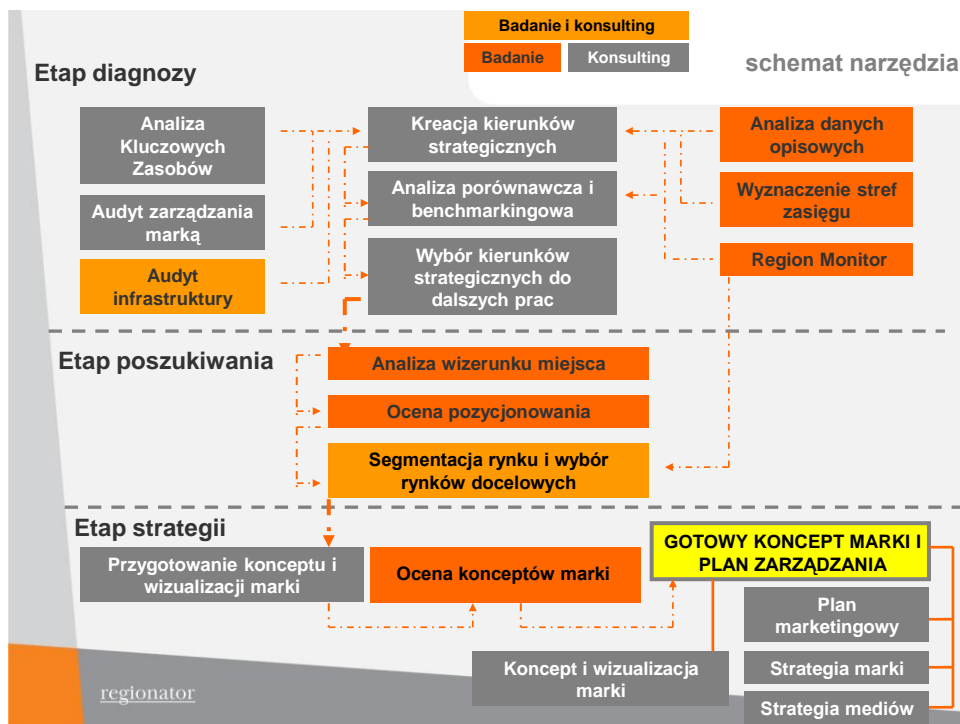 Badanie i konsulting
Badanie
Konsulting
schemat narzędzia
Etap diagnozy
Analiza
Kluczowych
Zasobów
Kreacja kierunków
strategicznych
Analiza danych
opisowych
Audyt zarządzania
marką
Analiza porównawcza i
benchmarkingowa
Wyznaczenie stref
zasięgu
Audyt
infrastruktury
Wybór kierunków
strategicznych do
dalszych prac
Region Monitor
Etap poszukiwania
Analiza wizerunku miejsca
Ocena pozycjonowania
Segmentacja rynku i wybór
rynków docelowych
Etap strategii
Przygotowanie konceptu i
wizualizacji marki
Ocena konceptów marki
GOTOWY KONCEPT MARKI I
PLAN ZARZĄDZANIA
Plan
marketingowy
Koncept i wizualizacja
marki
Strategia marki
Strategia mediów
regionator